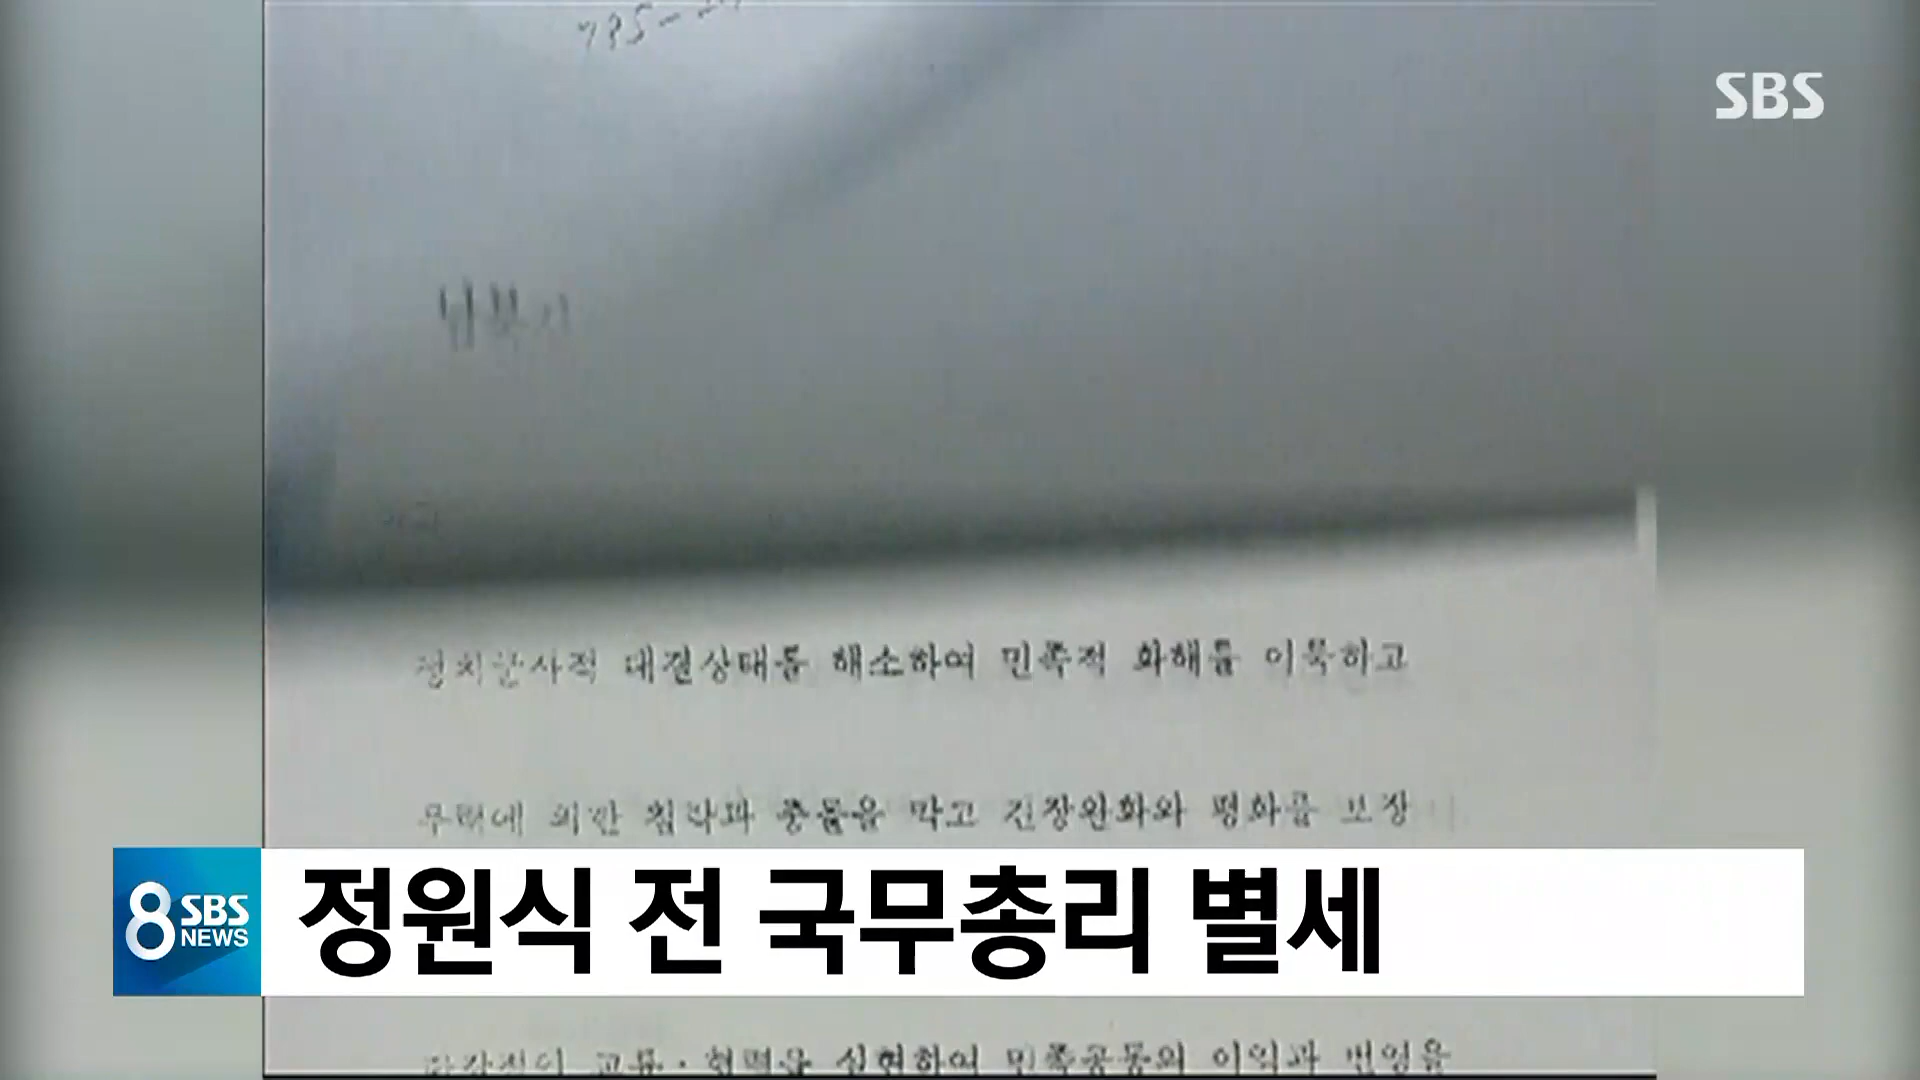 SBS
정치군사적 대결상태를 해소하여 민족적 화해를 이룩하고
무력에 의한 침략과 충돌을 막고 긴장완화와 평화를 보장
8 SBS NEWS
정원식 전 국무총리 별세
교류·협력을 실현하여 민족공동의 이익과 번영을